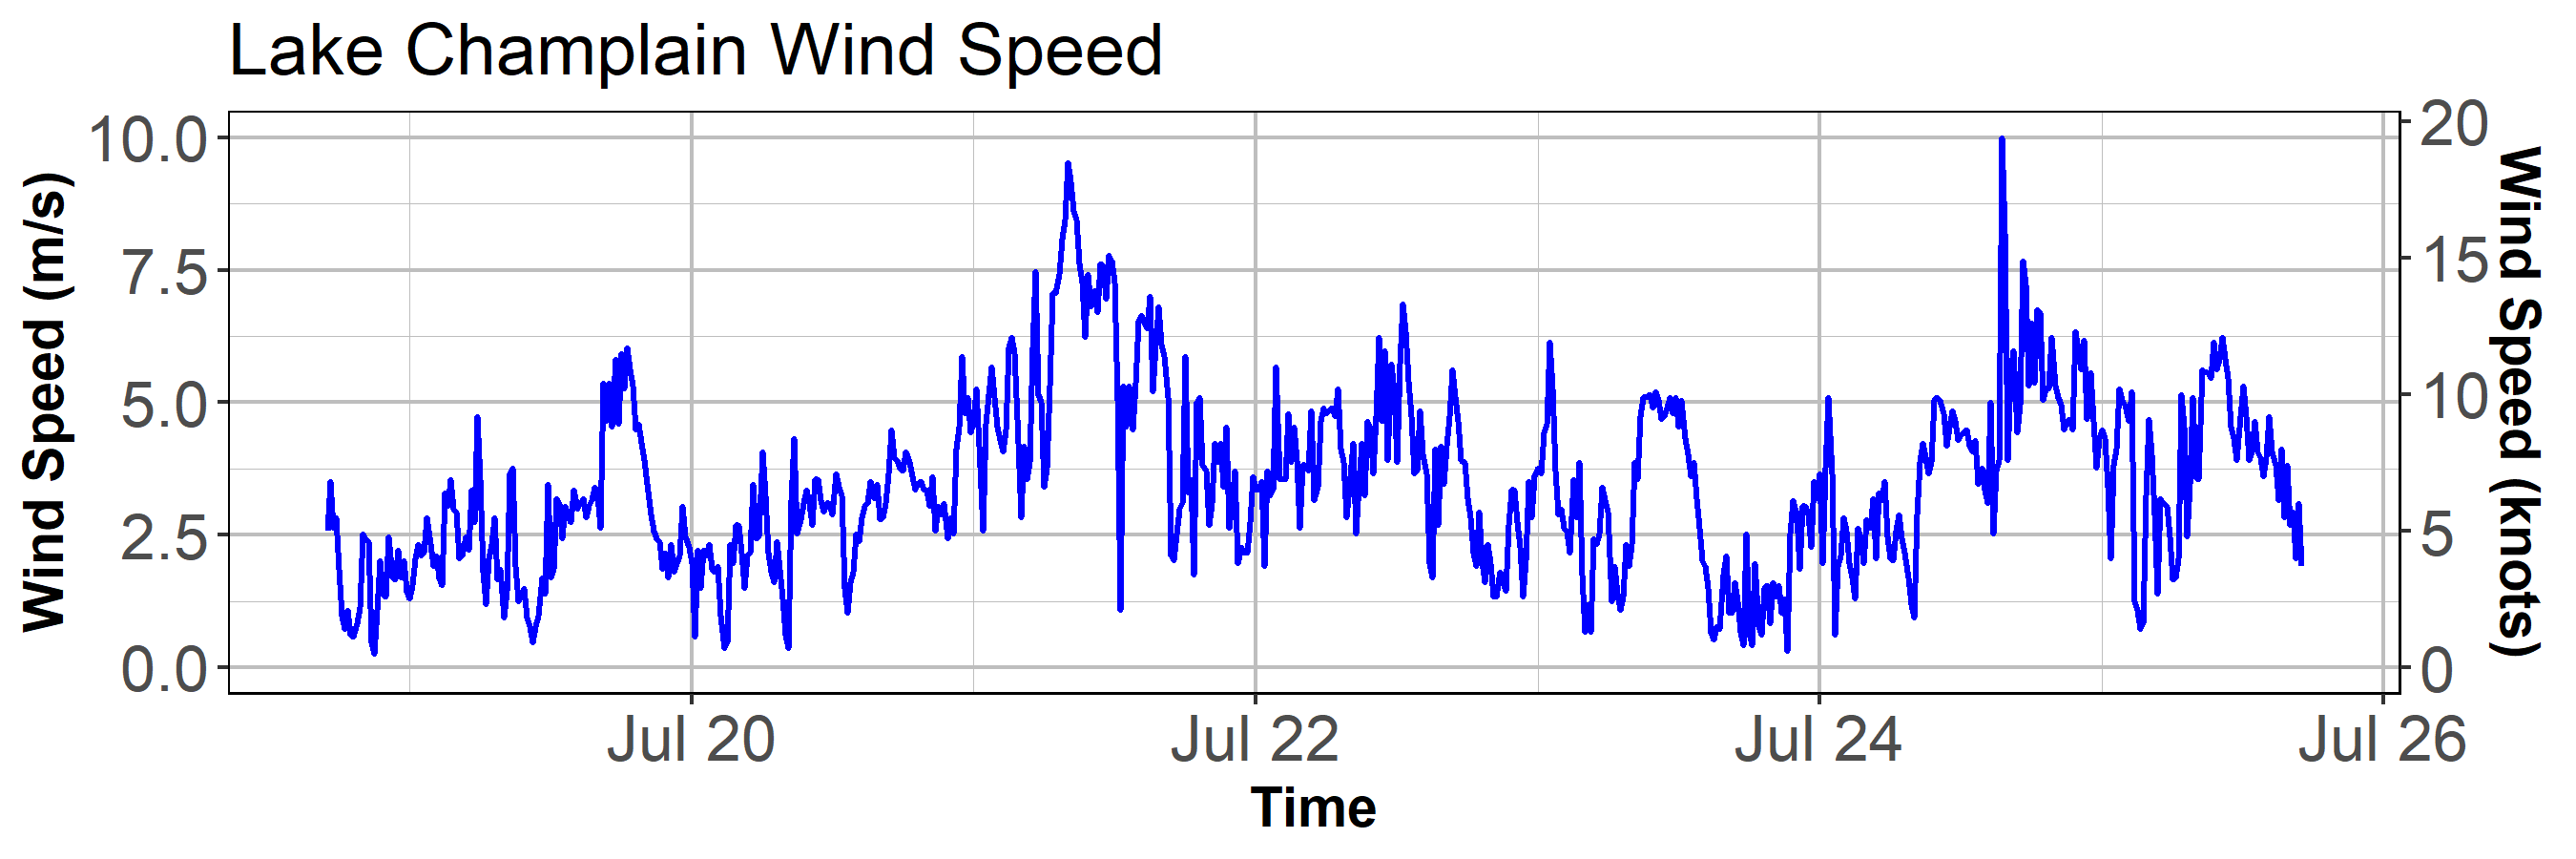 Lake Champlain Wind Speed
Wind Speed (m/s)
10.0
7.5
5.0
2.5
0.0
20
15
10
5
0
Wind Speed (knots)
Jul 20 Jul 22 Jul 24 Jul 26
Time